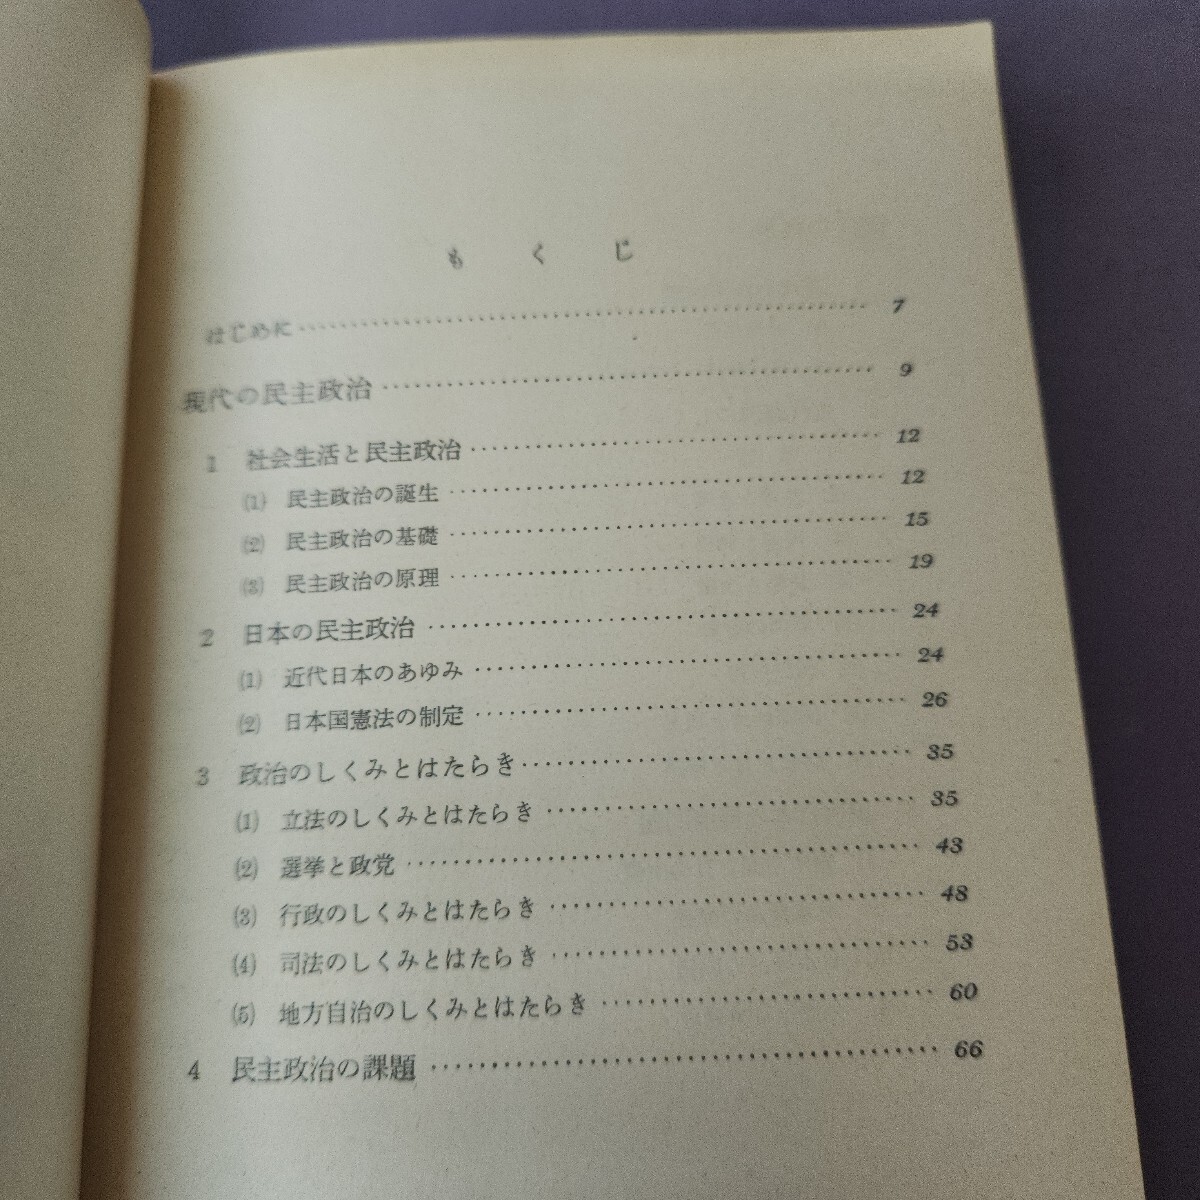 もくじ
はじめに 7
現代の民主政治 9
1 社会生活と民主政治 12
(1) 民主政治の誕生 12
(2) 民主政治の基礎 15
(3) 民主政治の原理 19
2 日本の民主政治 24
(1) 近代日本のあゆみ 24
(2) 日本国憲法の制定 26
3 政治のしくみとはたらき 35
(1) 立法のしくみとはたらき 35
(2) 選挙と政党 43
(3) 行政のしくみとはたらき 48
(4) 司法のしくみとはたらき 53
(5) 地方自治のしくみとはたらき 60
4 民主政治の課題 66